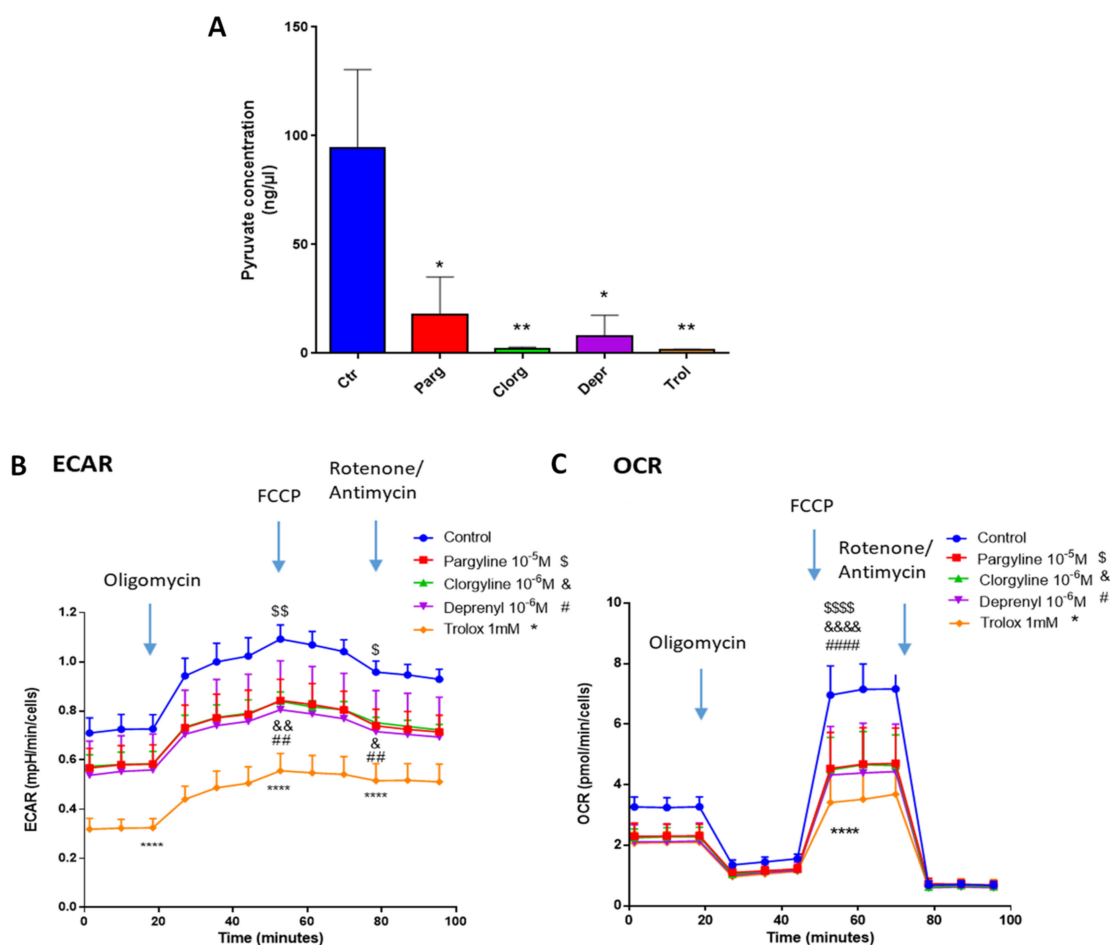 A
150
100
50
0
Pyruvate concentration
(ng/µl)
*
**
*
**
Ctr
Parg
Clorg
Depr
Trol
B ECAR
Oligomycin
FCCP
Rotenone/
Antimycin
Control
Pargyline 10⁻⁵M $
Clorgyline 10⁻⁶M &
Deprenyl 10⁻⁶M #
Trolox 1mM *
1.2
1.0
0.8
0.6
0.4
0.2
0.0
ECAR (mpH/min/cells)
$$
$
&&
##
&
##
****
****
****
0 20 40 60 80 100
Time (minutes)
C OCR
Oligomycin
FCCP
Rotenone/
Antimycin
Control
Pargyline 10⁻⁵M $
Clorgyline 10⁻⁶M &
Deprenyl 10⁻⁶M #
Trolox 1mM *
10
8
6
4
2
0
OCR (pmol/min/cells)
$$$$
&&&&
####
****
0 20 40 60 80 100
Time (minutes)